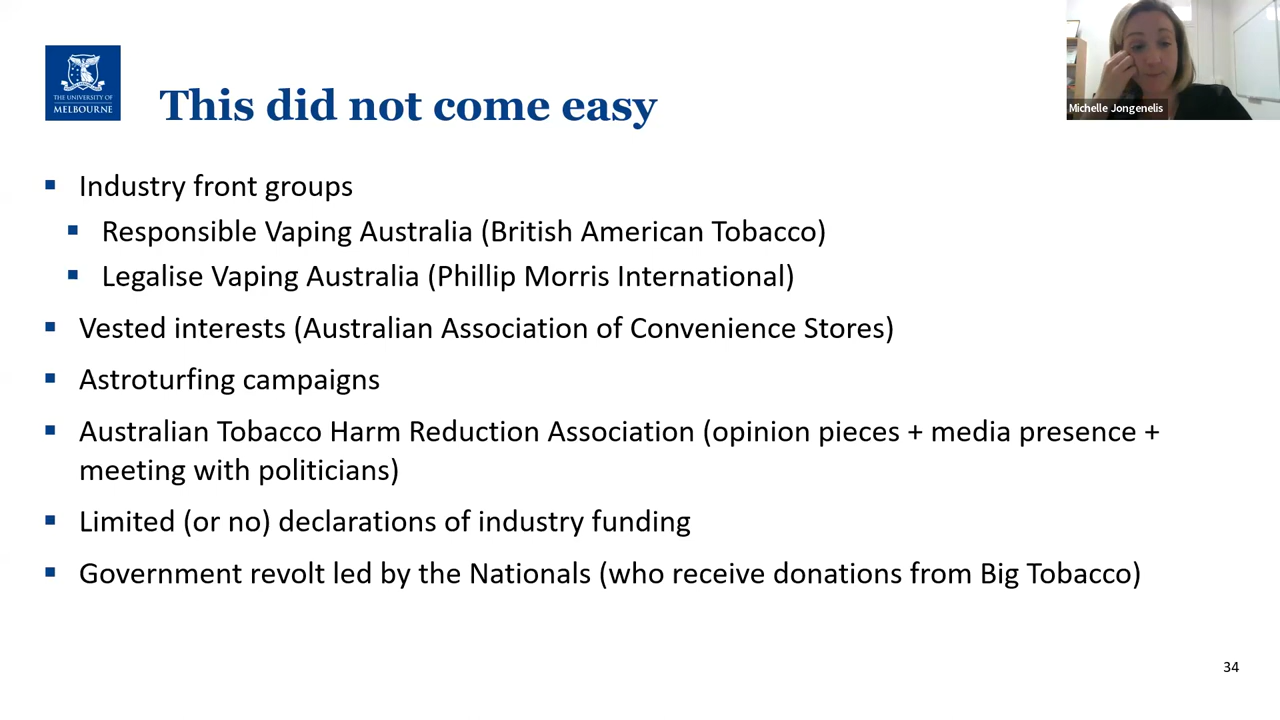 THE UNIVERSITY OF
MELBOURNE
This did not come easy
Michelle Jongenelis
Industry front groups
Responsible Vaping Australia (British American Tobacco)
Legalise Vaping Australia (Phillip Morris International)
Vested interests (Australian Association of Convenience Stores)
Astroturfing campaigns
Australian Tobacco Harm Reduction Association (opinion pieces + media presence +
meeting with politicians)
Limited (or no) declarations of industry funding
Government revolt led by the Nationals (who receive donations from Big Tobacco)
34